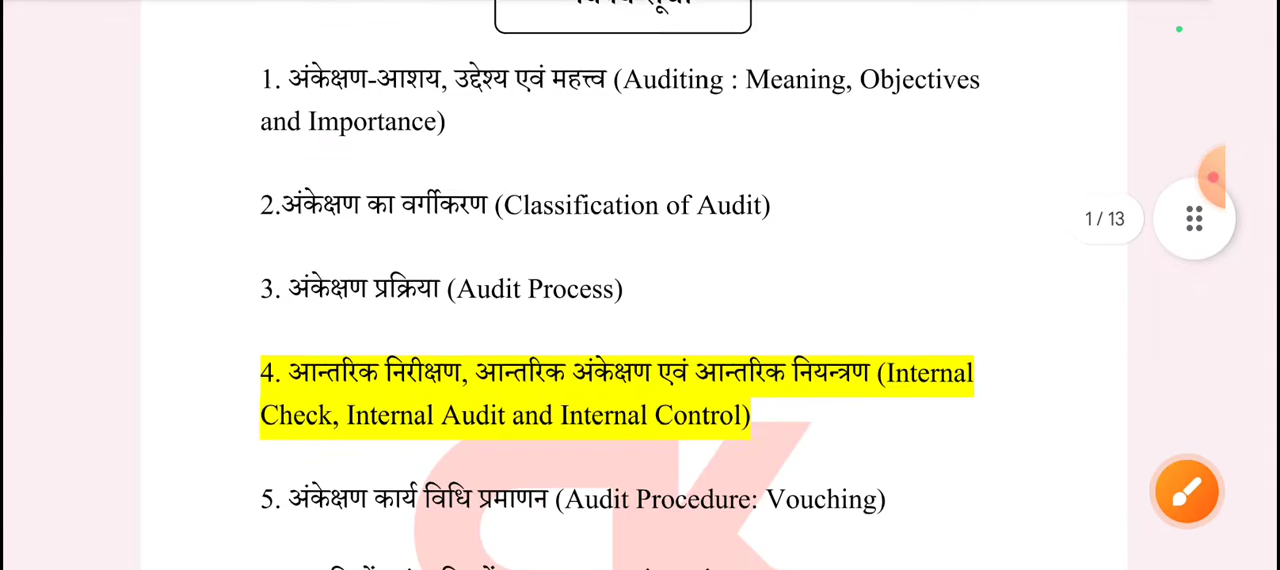 1. अंकेक्षण-आशय, उद्देश्य एवं महत्त्व (Auditing : Meaning, Objectives
and Importance)
2.अंकेक्षण का वर्गीकरण (Classification of Audit)
1 / 13
3. अंकेक्षण प्रक्रिया (Audit Process)
4. आन्तरिक निरीक्षण, आन्तरिक अंकेक्षण एवं आन्तरिक नियन्त्रण (Internal
Check, Internal Audit and Internal Control)
5. अंकेक्षण कार्य विधि प्रमाणन (Audit Procedure: Vouching)